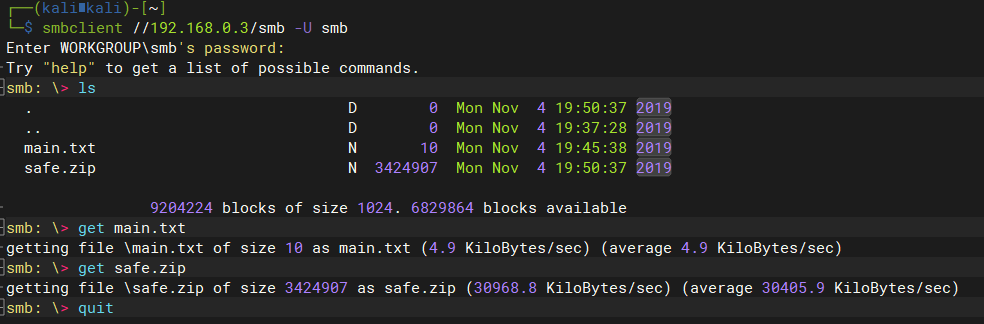 ┌──(kali㉿kali)-[~]
└─$ smbclient //192.168.0.3/smb -U smb
Enter WORKGROUP\smb's password:
Try "help" to get a list of possible commands.
smb: \> ls
  .                                   D        0  Mon Nov  4 19:50:37 2019
  ..                                  D        0  Mon Nov  4 19:37:28 2019
  main.txt                            N       10  Mon Nov  4 19:45:38 2019
  safe.zip                            N  3424907  Mon Nov  4 19:50:37 2019
9204224 blocks of size 1024. 6829864 blocks available
smb: \> get main.txt
getting file \main.txt of size 10 as main.txt (4.9 KiloBytes/sec) (average 4.9 KiloBytes/sec)
smb: \> get safe.zip
getting file \safe.zip of size 3424907 as safe.zip (30968.8 KiloBytes/sec) (average 30405.9 KiloBytes/sec)
smb: \> quit